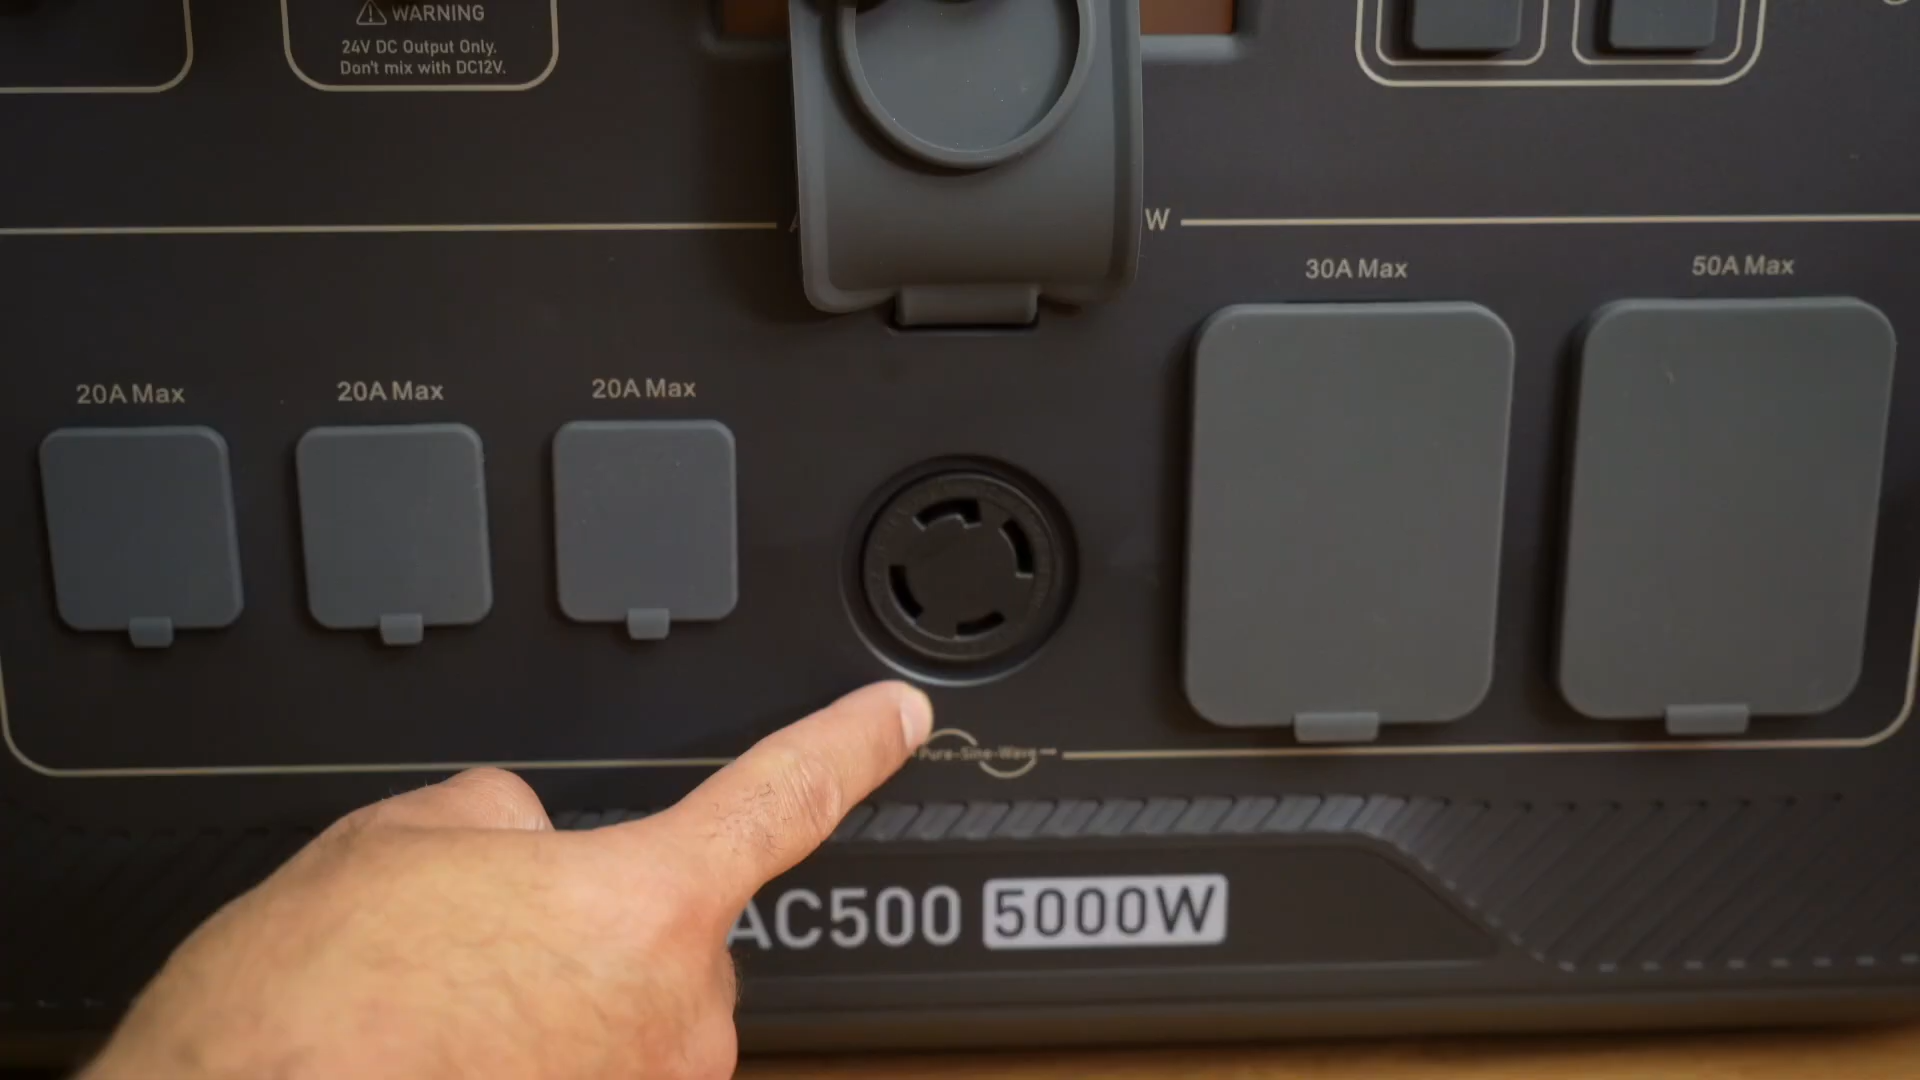 WARNING
24V DC Output Only.
Don't mix with DC12V.
W
30A Max
50A Max
20A Max
20A Max
20A Max
Pure-Sine-Wave
AC500 5000W